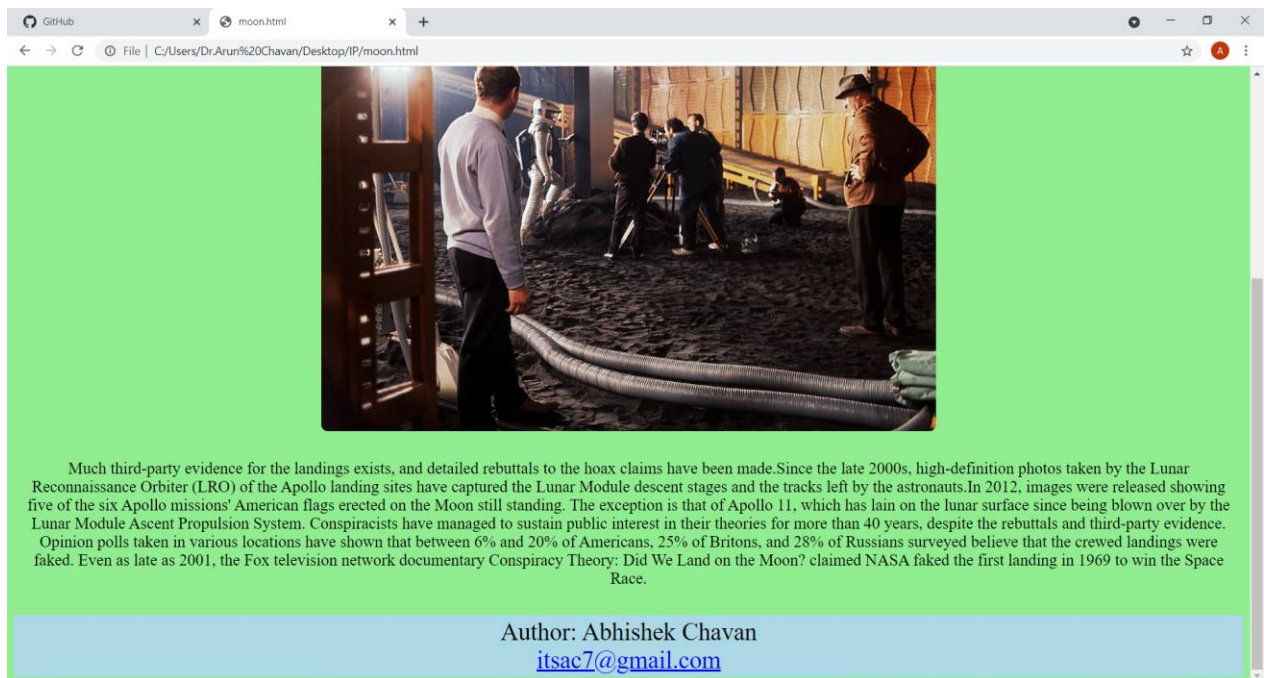 GitHub
moon.html
File | C:/Users/Dr.Arun%20Chavan/Desktop/IP/moon.html
A
Much third-party evidence for the landings exists, and detailed rebuttals to the hoax claims have been made.Since the late 2000s, high-definition photos taken by the Lunar
Reconnaissance Orbiter (LRO) of the Apollo landing sites have captured the Lunar Module descent stages and the tracks left by the astronauts.In 2012, images were released showing
five of the six Apollo missions' American flags erected on the Moon still standing. The exception is that of Apollo 11, which has lain on the lunar surface since being blown over by the
Lunar Module Ascent Propulsion System. Conspiracists have managed to sustain public interest in their theories for more than 40 years, despite the rebuttals and third-party evidence.
Opinion polls taken in various locations have shown that between 6% and 20% of Americans, 25% of Britons, and 28% of Russians surveyed believe that the crewed landings were
faked. Even as late as 2001, the Fox television network documentary Conspiracy Theory: Did We Land on the Moon? claimed NASA faked the first landing in 1969 to win the Space
Race.
Author: Abhishek Chavan
itsac7@gmail.com